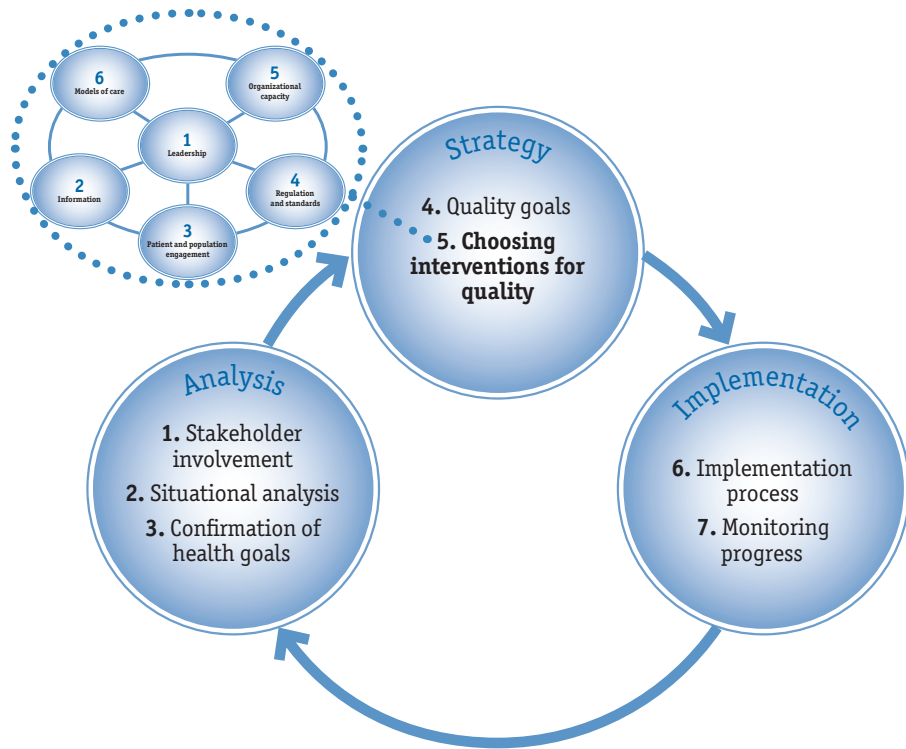 6
Models of care
5
Organizational
capacity
1
Leadership
2
Information
4
Regulation
and standards
3
Patient and population
engagement
Strategy
4. Quality goals
5. Choosing
interventions for
quality
Analysis
1. Stakeholder
involvement
2. Situational analysis
3. Confirmation of
health goals
Implementation
6. Implementation
process
7. Monitoring
progress